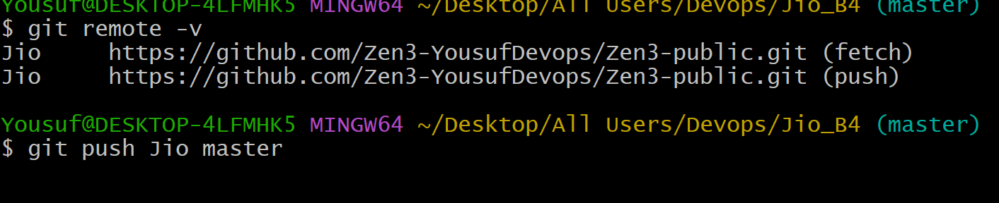 Yousuf@DESKTOP-4LFMHK5 MINGW64 ~/Desktop/All Users/Devops/Jio_B4 (master)
$ git remote -v
Jio     https://github.com/Zen3-YousufDevops/Zen3-public.git (fetch)
Jio     https://github.com/Zen3-YousufDevops/Zen3-public.git (push)
Yousuf@DESKTOP-4LFMHK5 MINGW64 ~/Desktop/All Users/Devops/Jio_B4 (master)
$ git push Jio master